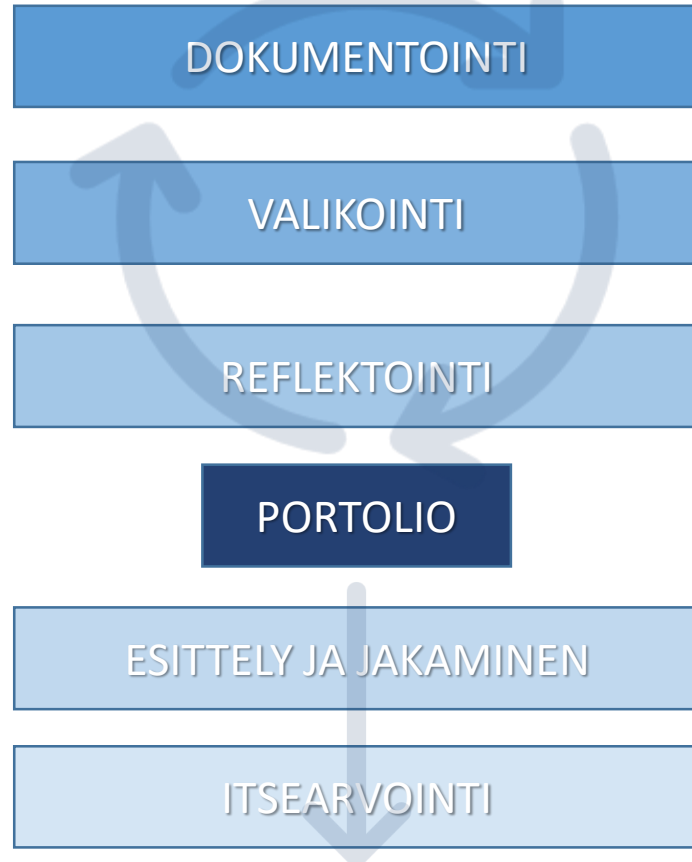 DOKUMENTOINTI
VALIKOINTI
REFLEKTOINTI
PORTOLIO
ESITTELY JA JAKAMINEN
ITSEARVOINTI